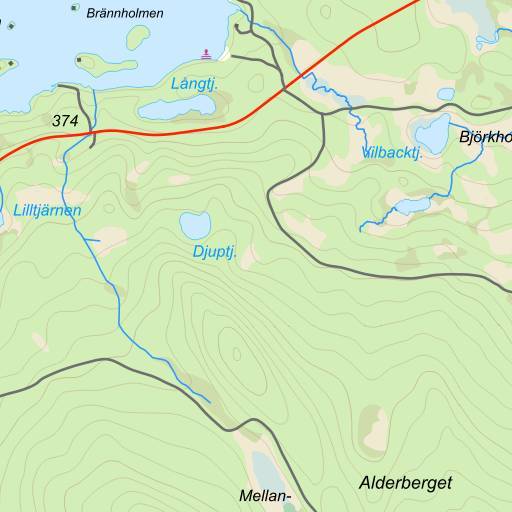 Brännholmen
Långtj.
374
Björkho
Vilbacktj.
Lilltjärnen
Djuptj.
Alderberget
Mellan-